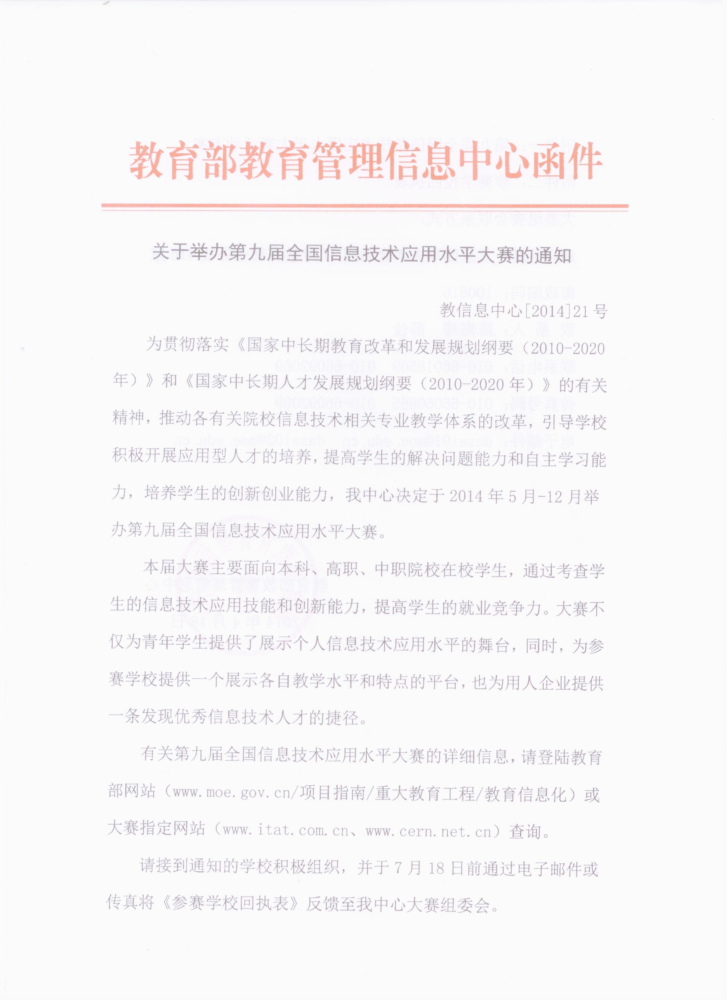 教育部教育管理信息中心函件
关于举办第九届全国信息技术应用水平大赛的通知
教信息中心[2014]21号
为贯彻落实《国家中长期教育改革和发展规划纲要（2010-2020
年）》和《国家中长期人才发展规划纲要（2010-2020年）》的有关
精神，推动各有关院校信息技术相关专业教学体系的改革，引导学校
积极开展应用型人才的培养，提高学生的解决问题能力和自主学习能
力，培养学生的创新创业能力，我中心决定于2014年5月-12月举
办第九届全国信息技术应用水平大赛。
本届大赛主要面向本科、高职、中职院校在校学生，通过考查学
生的信息技术应用技能和创新能力，提高学生的就业竞争力。大赛不
仅为青年学生提供了展示个人信息技术应用水平的舞台，同时，为参
赛学校提供一个展示各自教学水平和特点的平台，也为用人企业提供
一条发现优秀信息技术人才的捷径。
有关第九届全国信息技术应用水平大赛的详细信息，请登陆教育
部网站（www.moe.gov.cn/项目指南/重大教育工程/教育信息化）或
大赛指定网站（www.itat.com.cn、www.cern.net.cn）查询。
请接到通知的学校积极组织，并于7月18日前通过电子邮件或
传真将《参赛学校回执表》反馈至我中心大赛组委会。